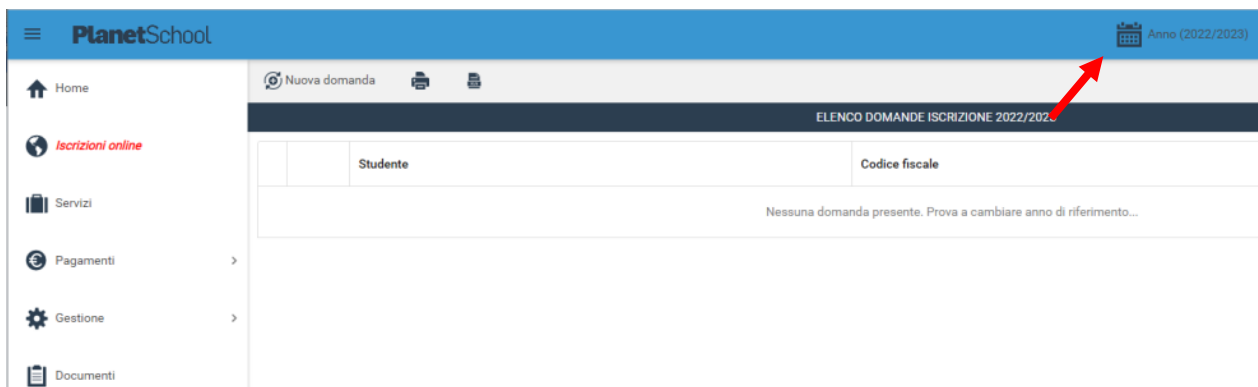 PlanetSchool
Anno (2022/2023)
Home
Nuova domanda
ELENCO DOMANDE ISCRIZIONE 2022/202
Iscrizioni online
Studente
Codice fiscale
Servizi
Nessuna domanda presente. Prova a cambiare anno di riferimento...
Pagamenti
Gestione
Documenti